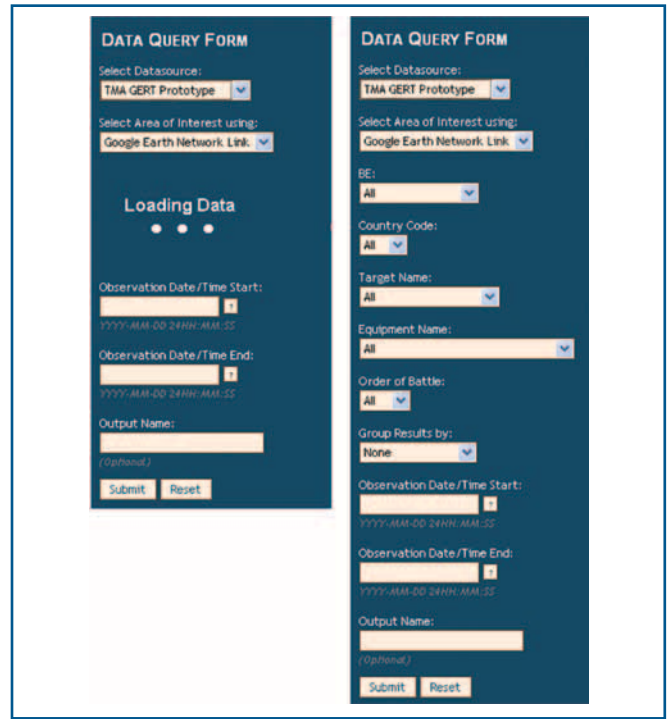 DATA QUERY FORM
Select Datasource:
TMA GERT Prototype
Select Area of Interest using:
Google Earth Network Link
Loading Data
Observation Date/Time Start:
?
YYYY-MM-DD 24HH:MM:SS
Observation Date/Time End:
?
YYYY-MM-DD 24HH:MM:SS
Output Name:
(Optional)
Submit Reset
DATA QUERY FORM
Select Datasource:
TMA GERT Prototype
Select Area of Interest using:
Google Earth Network Link
BE:
All
Country Code:
All
Target Name:
All
Equipment Name:
All
Order of Battle:
All
Group Results by:
None
Observation Date/Time Start:
?
YYYY-MM-DD 24HH:MM:SS
Observation Date/Time End:
?
YYYY-MM-DD 24HH:MM:SS
Output Name:
(Optional)
Submit Reset